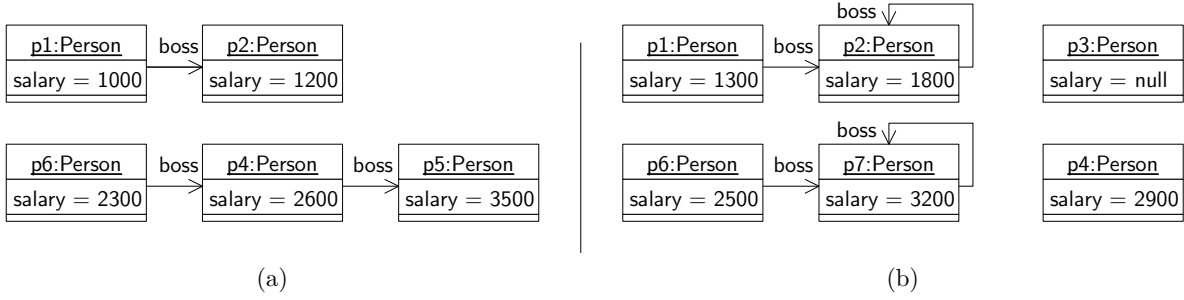 boss
p1:Person boss p2:Person p1:Person boss p2:Person p3:Person
salary = 1000 salary = 1200 salary = 1300 salary = 1800 salary = null
boss
p6:Person boss p4:Person boss p5:Person p6:Person boss p7:Person p4:Person
salary = 2300 salary = 2600 salary = 3500 salary = 2500 salary = 3200 salary = 2900
(a) (b)